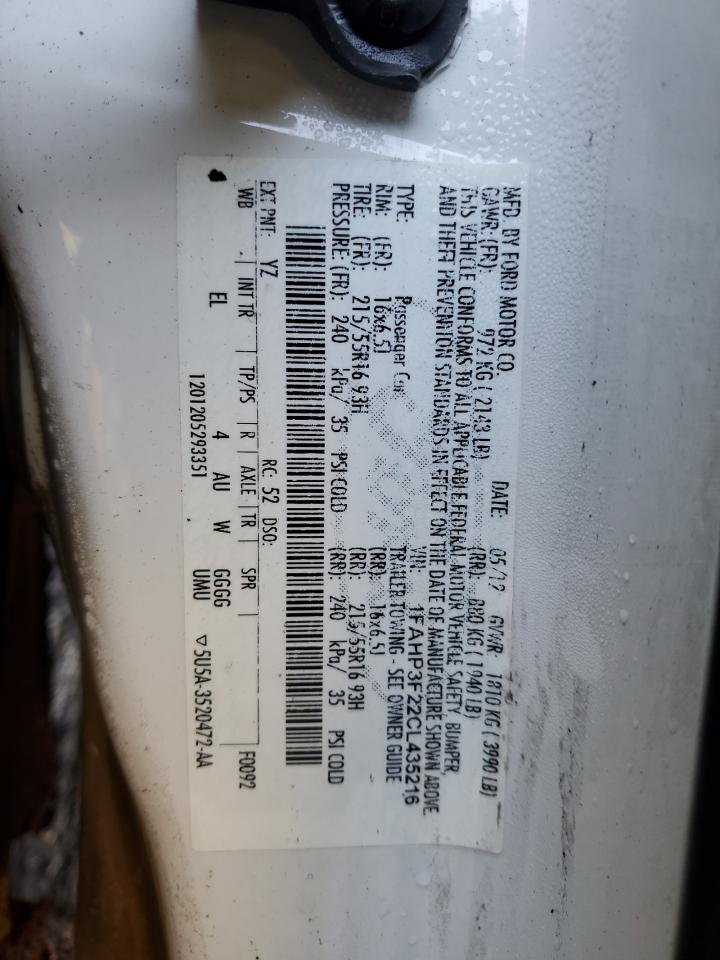 MFD. BY FORD MOTOR CO.
DATE: 05/12 GVWR: 1810 KG ( 3990 LB)
GAWR: (FR): 972 KG ( 2143 LB) (RR): 880 KG ( 1940 LB)
THIS VEHICLE CONFORMS TO ALL APPLICABLE FEDERAL MOTOR VEHICLE SAFETY, BUMPER,
AND THEFT PREVENTION STANDARDS IN EFFECT ON THE DATE OF MANUFACTURE SHOWN ABOVE.
VIN: 1FAHP3F22CL435216
TYPE: Passenger Car TRAILER TOWING - SEE OWNER GUIDE
RIM: (FR): 16x6.5J (RR): 16x6.5J
TIRE: (FR): 215/55R16 93H (RR): 215/55R16 93H
PRESSURE: (FR): 240 kPa/ 35 PSI COLD (RR): 240 kPa/ 35 PSI COLD
EXT PNT: YZ RC: 52 DSO: F0092
WB INT TR TP/PS R AXLE TR SPR
EL 4 AU W GGGG
1201205293351 UMU ▽5U5A-3520472-AA